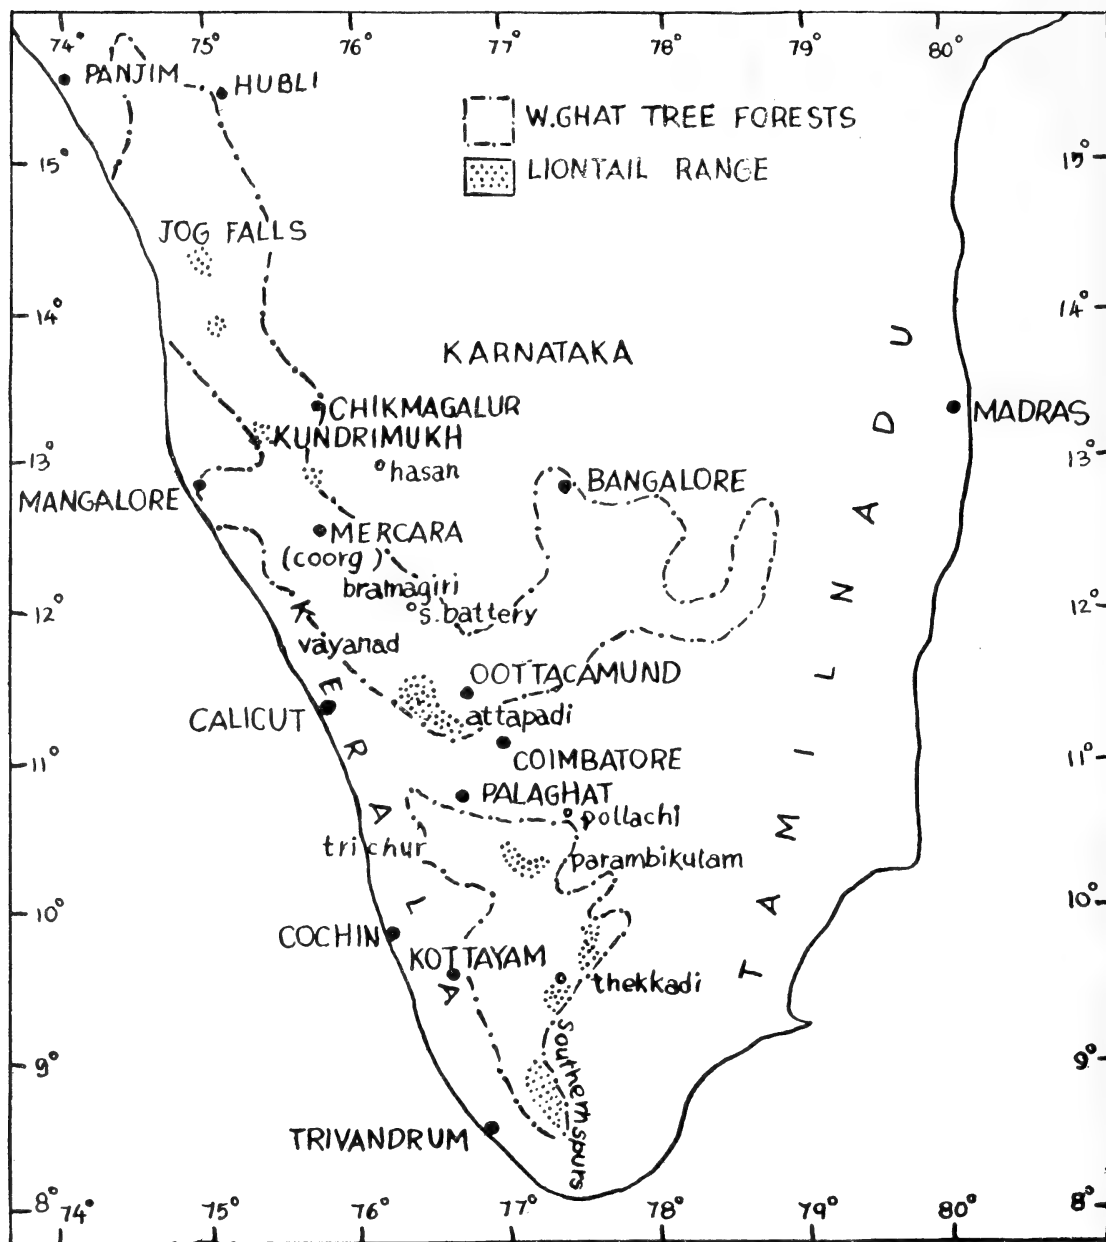 74° 75° 76° 77° 78° 79° 80°
PANJIM
HUBLI
W.GHAT TREE FORESTS
LIONTAIL RANGE
15° 15°
JOG FALLS
14° 14°
KARNATAKA
CHIKMAGALUR
MADRAS
KUNDRIMUKH
13° 13°
hasan
BANGALORE
MANGALORE
MERCARA
(coorg)
bramagiri
12° 12°
s.battery
vayanad
OOTTACAMUND
attapadi
CALICUT
COIMBATORE
11° 11°
PALAGHAT
pollachi
trichur
parambikulam
10° 10°
COCHIN
KOTTAYAM
thekkadi
KERALA
TAMILNADU
southernspurs
9° 9°
TRIVANDRUM
8° 8°
74° 75° 76° 77° 78° 79° 80°